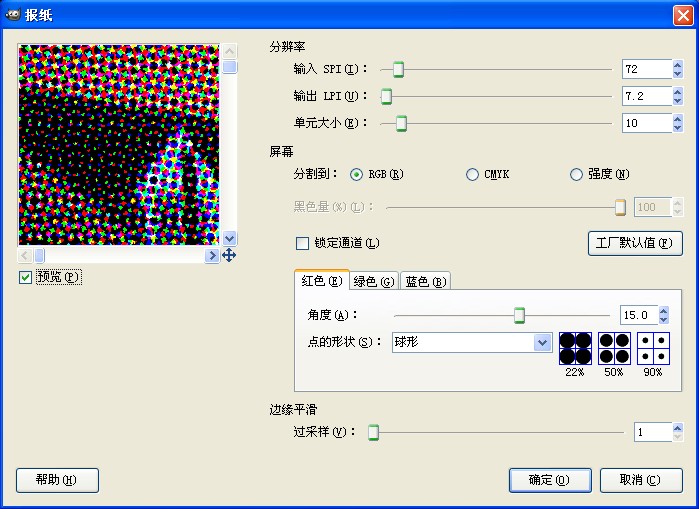 报纸
分辨率
输入 SPI(I):
72
输出 LPI(U):
7.2
单元大小(E):
10
屏幕
分割到:
RGB(R)
CMYK
强度(N)
黑色量(%)(L):
100
锁定通道(L)
工厂默认值(F)
预览(P)
红色(E)
绿色(G)
蓝色(B)
角度(A):
15.0
点的形状(S):
球形
22%
50%
90%
边缘平滑
过采样(V):
1
帮助(H)
确定(O)
取消(C)